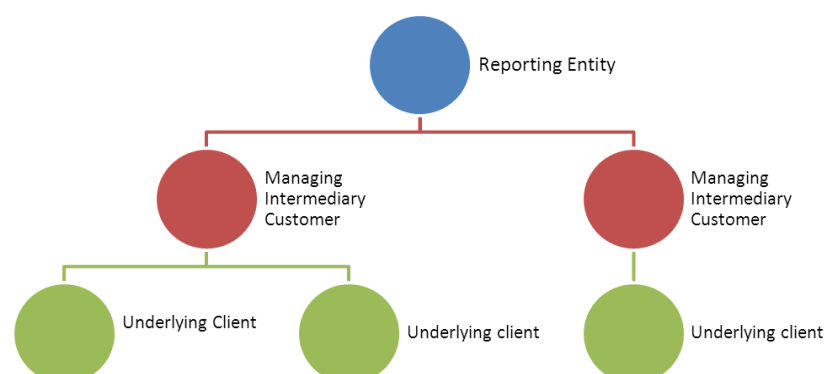 Reporting Entity
Managing
Intermediary
Customer
Managing
Intermediary
Customer
Underlying Client
Underlying client
Underlying client